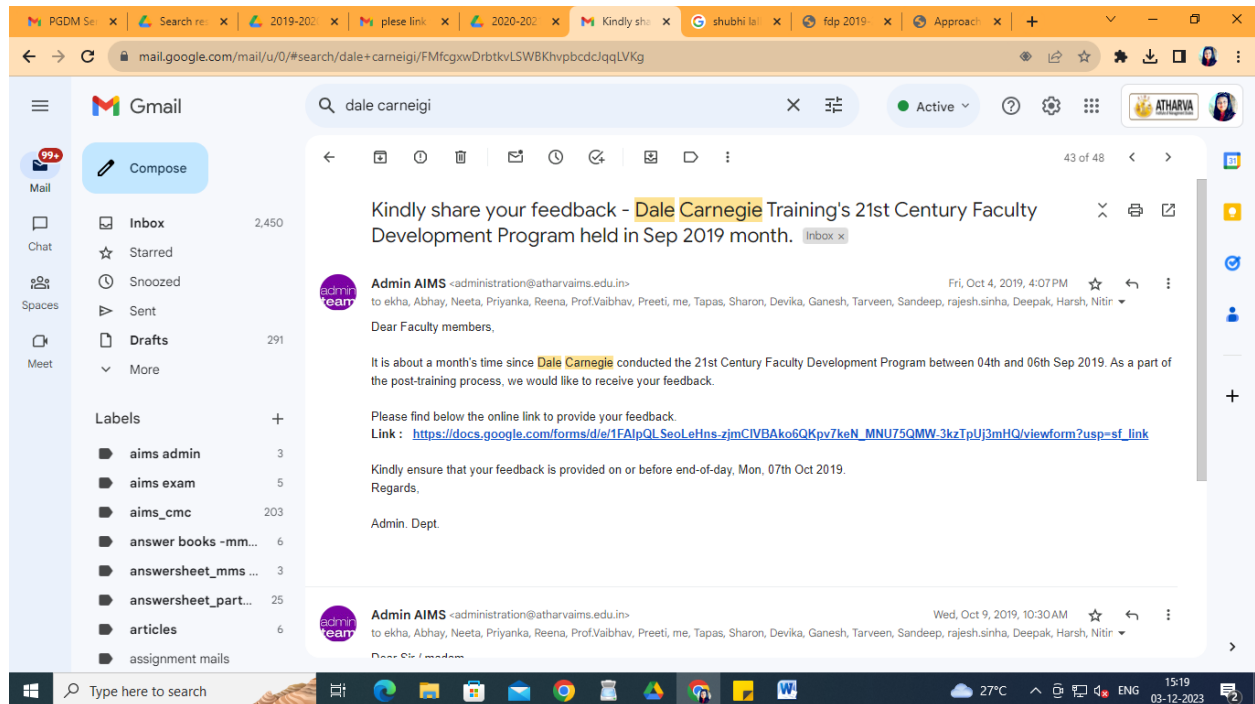 PGDM Se
Search re
2019-202
plese link
2020-202
Kindly sha
shubhi lal
fdp 2019-
Approach
mail.google.com/mail/u/0/#search/dale+carneigi/FMfcgxwDrbtkvLSWBKhvpbcdcJqqLVKg
Gmail
dale carneigi
Active
ATHARVA
99+
Mail
Chat
Spaces
Meet
Compose
Inbox 2,450
Starred
Snoozed
Sent
Drafts 291
More
Labels
aims admin 3
aims exam 5
aims_cmc 203
answer books -mm... 6
answersheet_mms ... 3
answersheet_part... 25
articles 6
assignment mails
43 of 48
31
Kindly share your feedback - Dale Carnegie Training's 21st Century Faculty
Development Program held in Sep 2019 month. Inbox x
admin
team
Admin AIMS <administration@atharvaims.edu.in> Fri, Oct 4, 2019, 4:07 PM
to ekha, Abhay, Neeta, Priyanka, Reena, Prof.Vaibhav, Preeti, me, Tapas, Sharon, Devika, Ganesh, Tarveen, Sandeep, rajesh.sinha, Deepak, Harsh, Nitin
Dear Faculty members,
It is about a month's time since Dale Carnegie conducted the 21st Century Faculty Development Program between 04th and 06th Sep 2019. As a part of
the post-training process, we would like to receive your feedback.
Please find below the online link to provide your feedback.
Link : https://docs.google.com/forms/d/e/1FAIpQLSeoLeHns-zjmClVBAko6QKpv7keN_MNU75QMW-3kzTpUj3mHQ/viewform?usp=sf_link
Kindly ensure that your feedback is provided on or before end-of-day, Mon, 07th Oct 2019.
Regards,
Admin. Dept.
admin
team
Admin AIMS <administration@atharvaims.edu.in> Wed, Oct 9, 2019, 10:30 AM
to ekha, Abhay, Neeta, Priyanka, Reena, Prof.Vaibhav, Preeti, me, Tapas, Sharon, Devika, Ganesh, Tarveen, Sandeep, rajesh.sinha, Deepak, Harsh, Nitin
Dear Sir / madam
Type here to search
27°C
ENG
15:19
03-12-2023
2